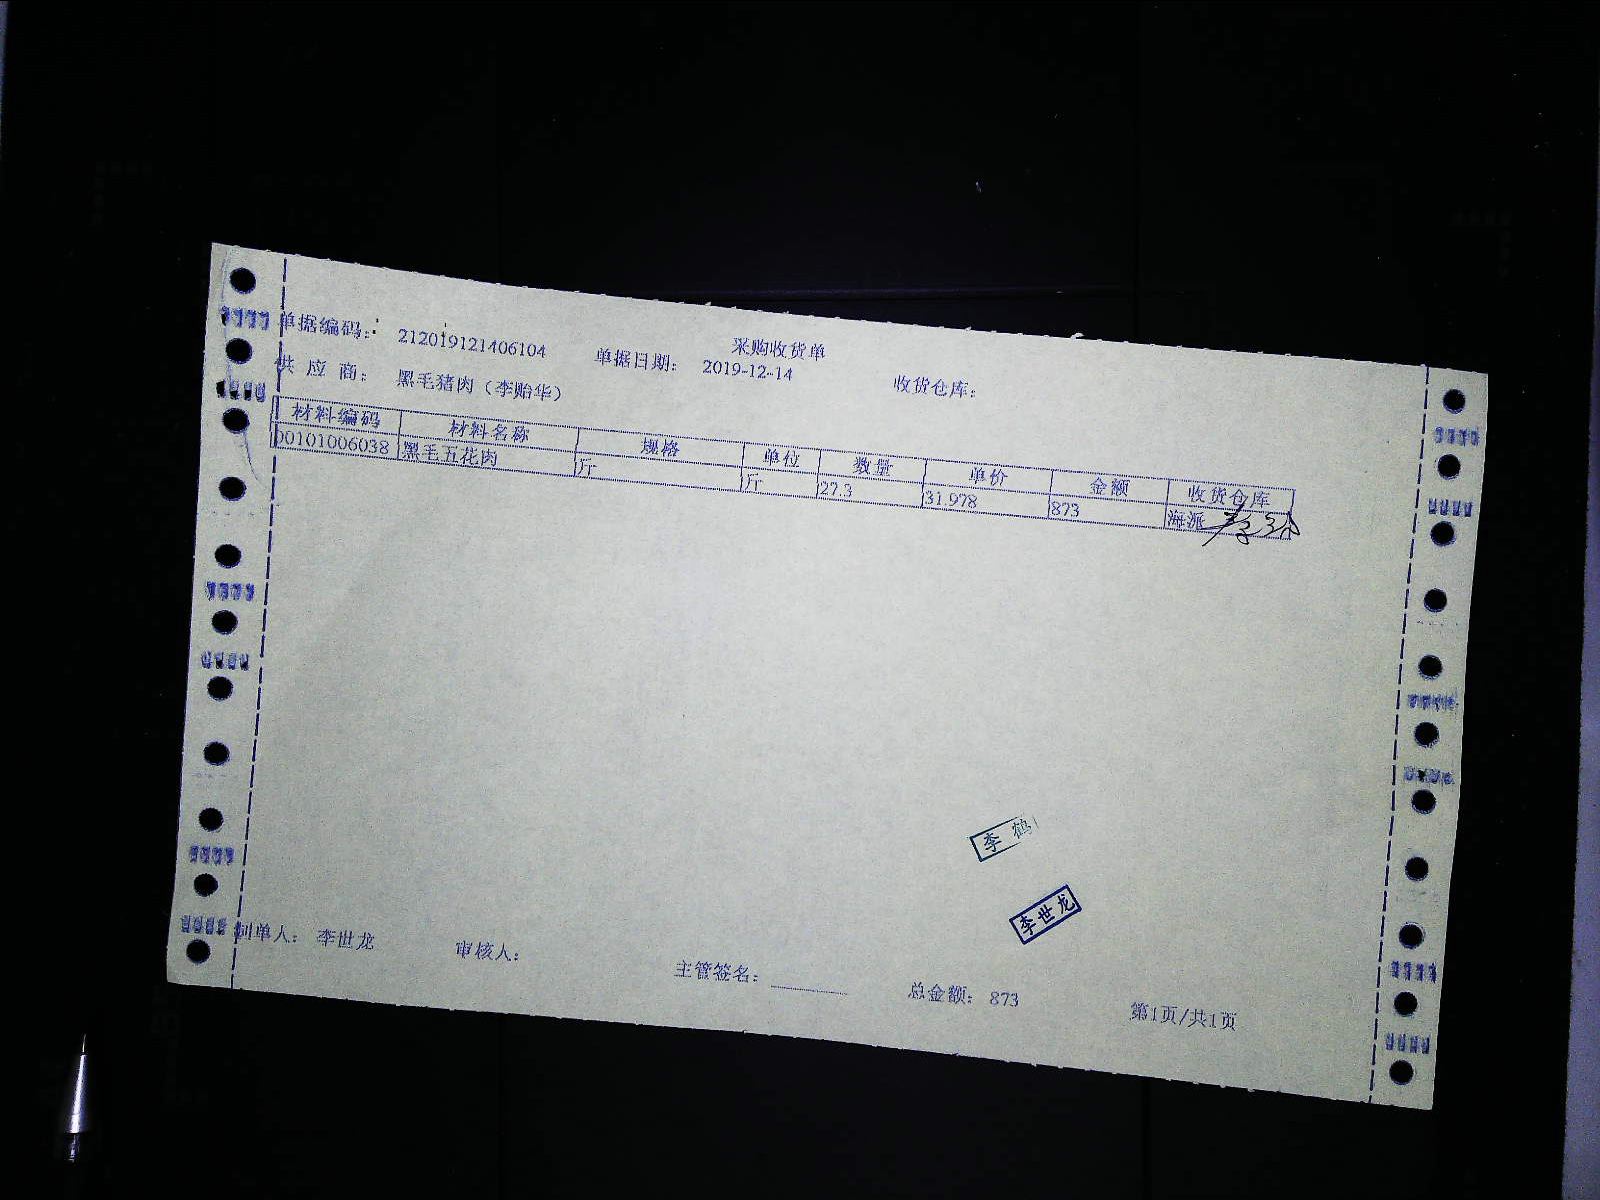 采购收货单
单据编码： 212019121406104 单据日期： 2019-12-14 收货仓库：
供 应 商： 黑毛猪肉（李贻华）
材料编码 材料名称 规格 单位 数量 单价 金额 收货仓库
00101006038 黑毛五花肉 斤 斤 27.3 31.978 873 海派
李 鹤
李世龙
制单人： 李世龙 审核人： 主管签名： 总金额： 873 第1页/共1页